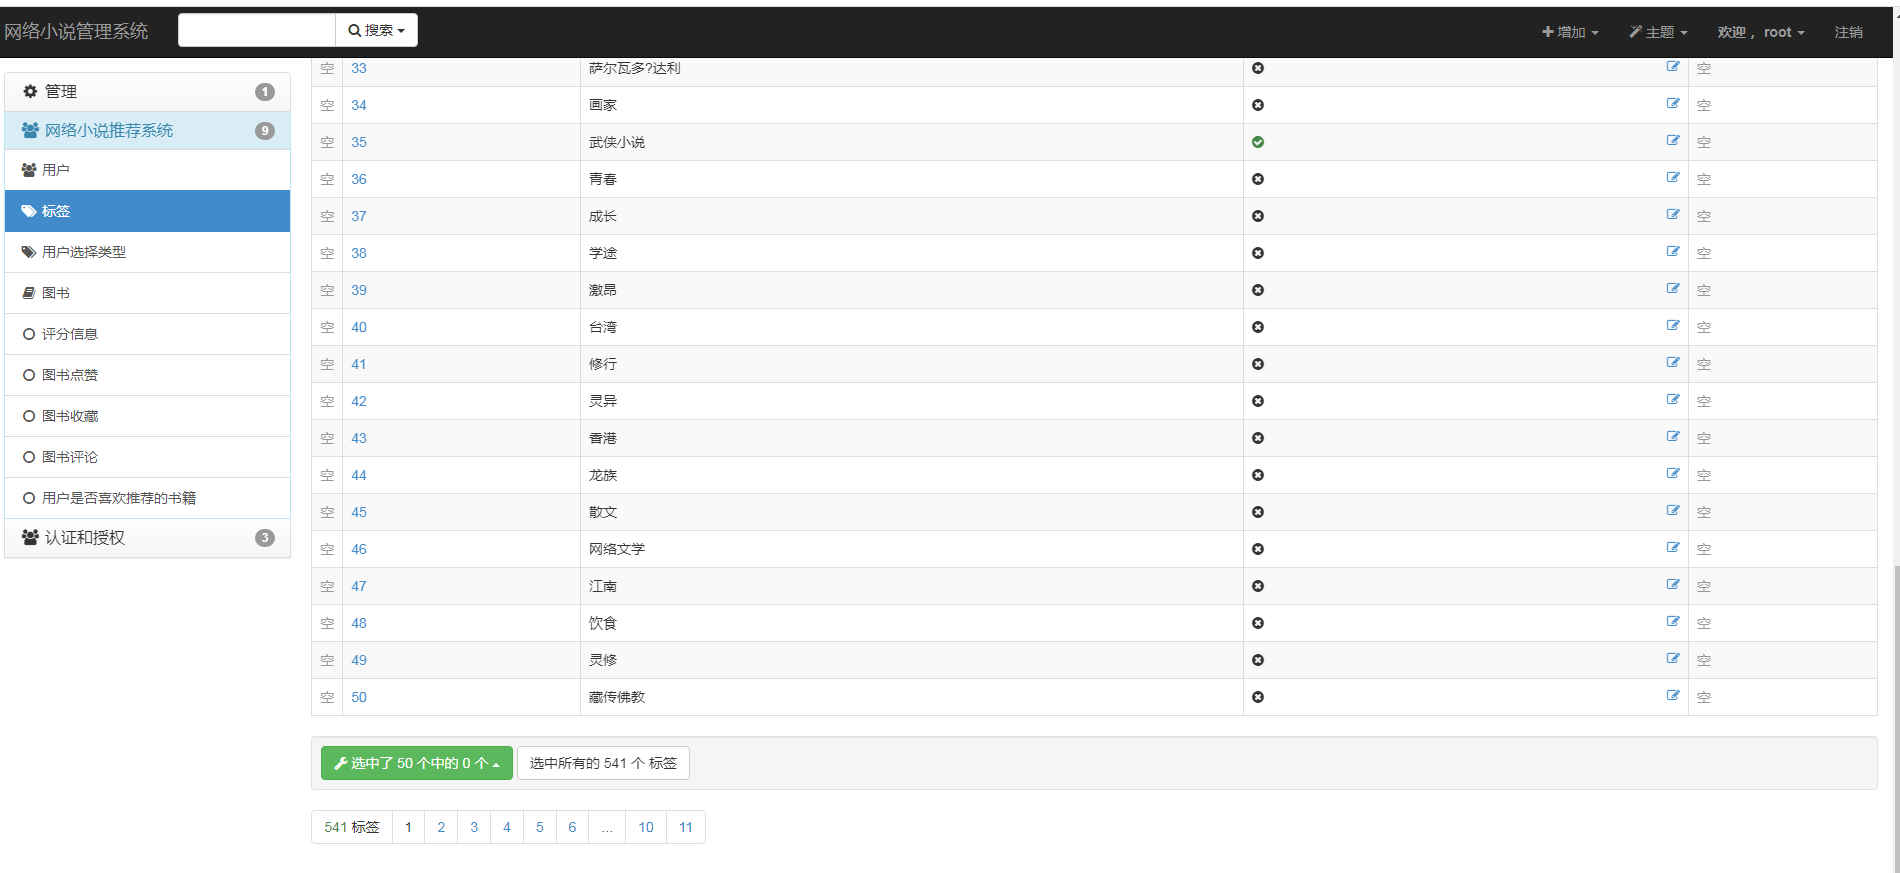 网络小说管理系统 搜索 增加 主题 欢迎， root 注销
管理 1
网络小说推荐系统 9
用户
标签
用户选择类型
图书
评分信息
图书点赞
图书收藏
图书评论
用户是否喜欢推荐的书籍
认证和授权 3
空 33 萨尔瓦多?达利 空
空 34 画家 空
空 35 武侠小说 空
空 36 青春 空
空 37 成长 空
空 38 学途 空
空 39 激昂 空
空 40 台湾 空
空 41 修行 空
空 42 灵异 空
空 43 香港 空
空 44 龙族 空
空 45 散文 空
空 46 网络文学 空
空 47 江南 空
空 48 饮食 空
空 49 灵修 空
空 50 藏传佛教 空
选中了 50 个中的 0 个 选中所有的 541 个 标签
541 标签 1 2 3 4 5 6 ... 10 11